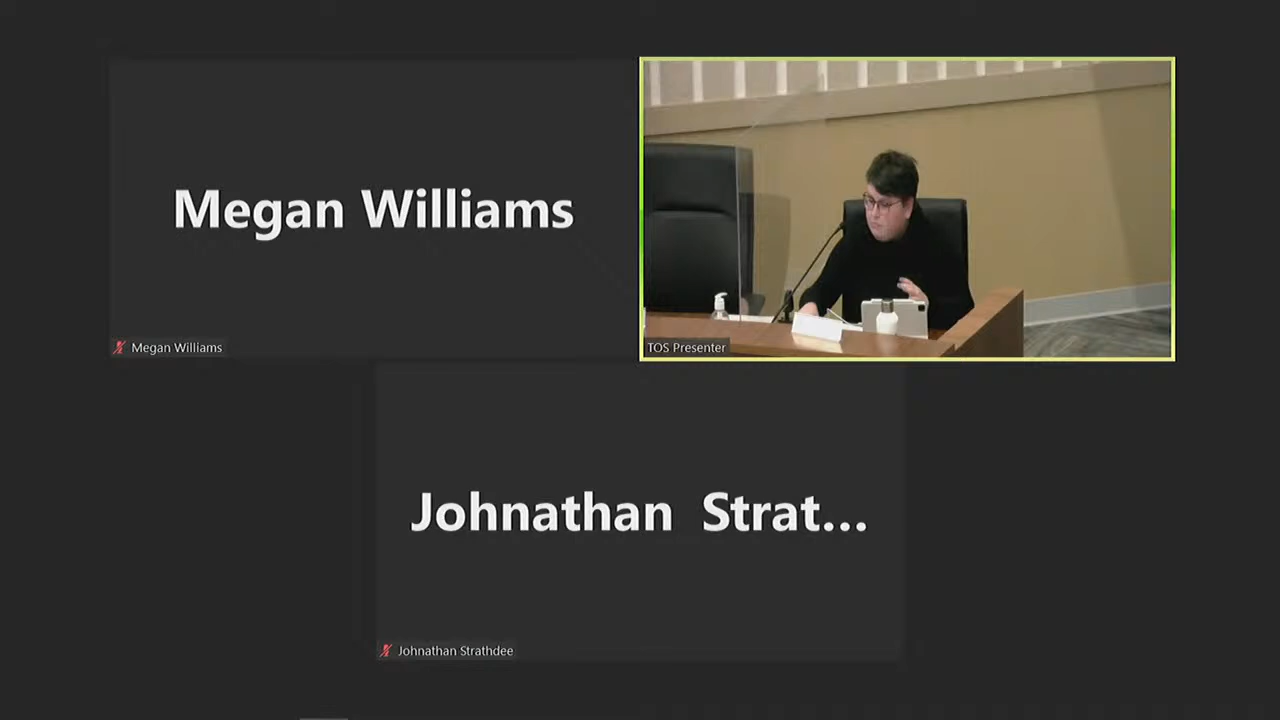 Megan Williams
Megan Williams
TOS Presenter
Johnathan Strat...
Johnathan Strathdee